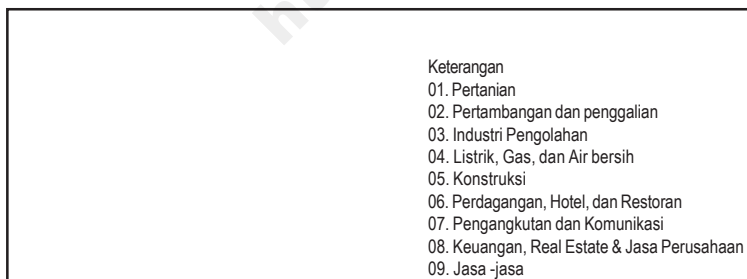 Keterangan
01. Pertanian
02. Pertambangan dan penggalian
03. Industri Pengolahan
04. Listrik, Gas, dan Air bersih
05. Konstruksi
06. Perdagangan, Hotel, dan Restoran
07. Pengangkutan dan Komunikasi
08. Keuangan, Real Estate & Jasa Perusahaan
09. Jasa -jasa